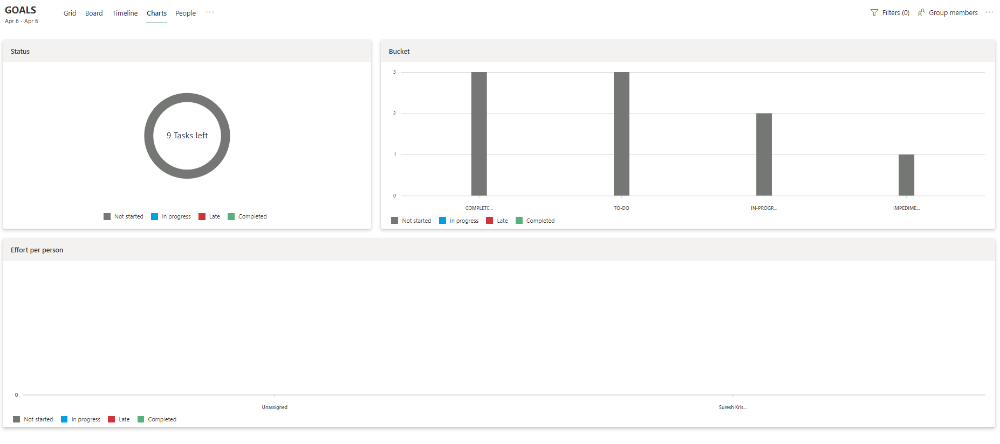 GOALS
Apr 6 - Apr 6
Grid Board Timeline Charts People ...
Filters (0) Group members ...
Status
9 Tasks left
Not started In progress Late Completed
Bucket
3
2
1
0
COMPLETE... TO-DO IN-PROGR... IMPEDIME...
Not started In progress Late Completed
Effort per person
0
Unassigned Suresh Kris...
Not started In progress Late Completed